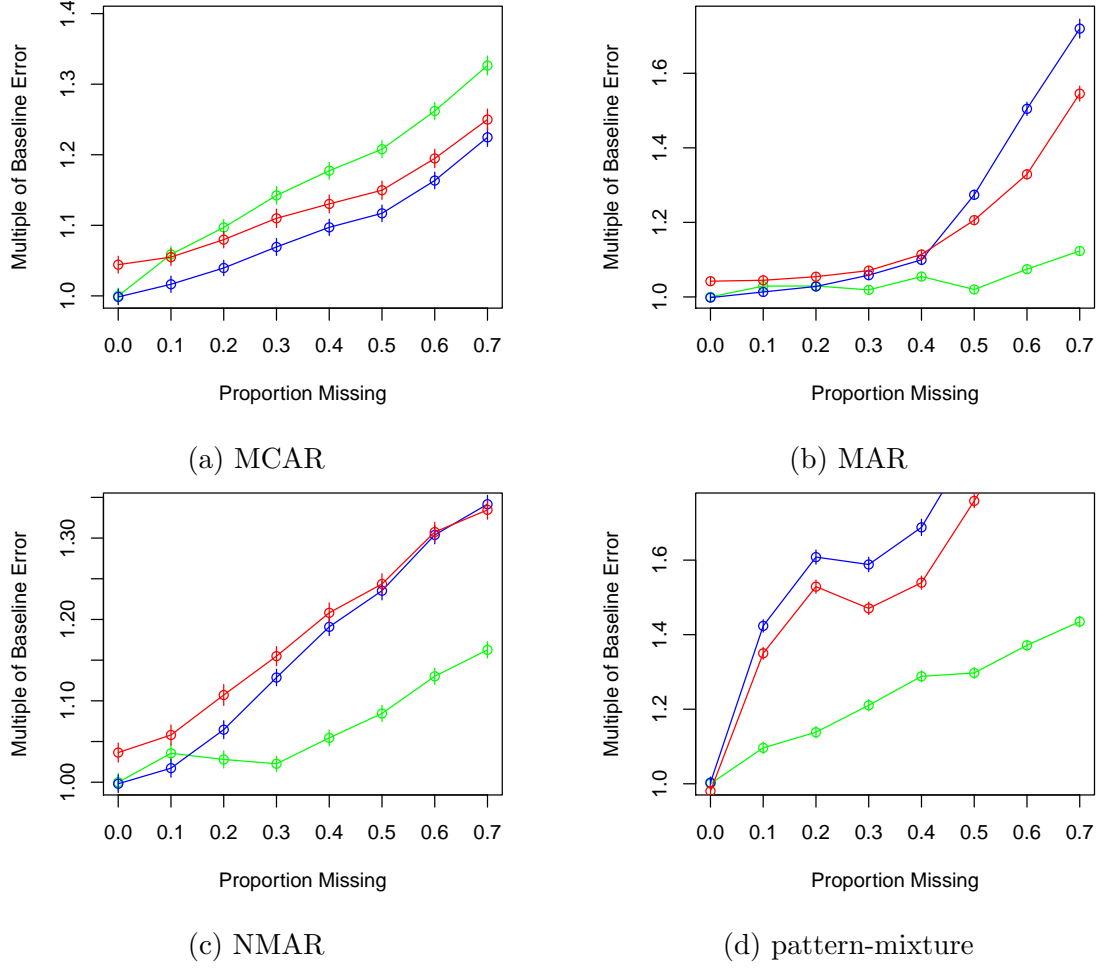 Multiple of Baseline Error
1.0 1.1 1.2 1.3 1.4
0.0 0.1 0.2 0.3 0.4 0.5 0.6 0.7
Proportion Missing
(a) MCAR
Multiple of Baseline Error
1.0 1.2 1.4 1.6
0.0 0.1 0.2 0.3 0.4 0.5 0.6 0.7
Proportion Missing
(b) MAR
Multiple of Baseline Error
1.00 1.10 1.20 1.30
0.0 0.1 0.2 0.3 0.4 0.5 0.6 0.7
Proportion Missing
(c) NMAR
Multiple of Baseline Error
1.0 1.2 1.4 1.6
0.0 0.1 0.2 0.3 0.4 0.5 0.6 0.7
Proportion Missing
(d) pattern-mixture